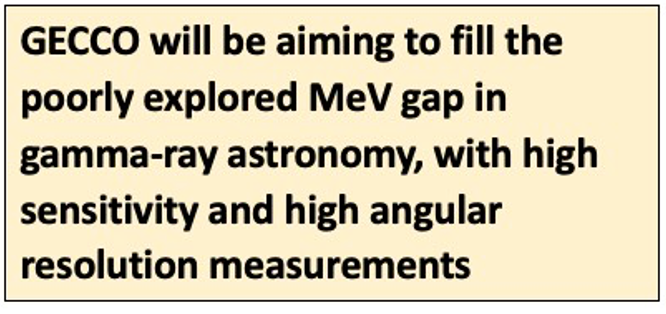 GECCO will be aiming to fill the
poorly explored MeV gap in
gamma-ray astronomy, with high
sensitivity and high angular
resolution measurements